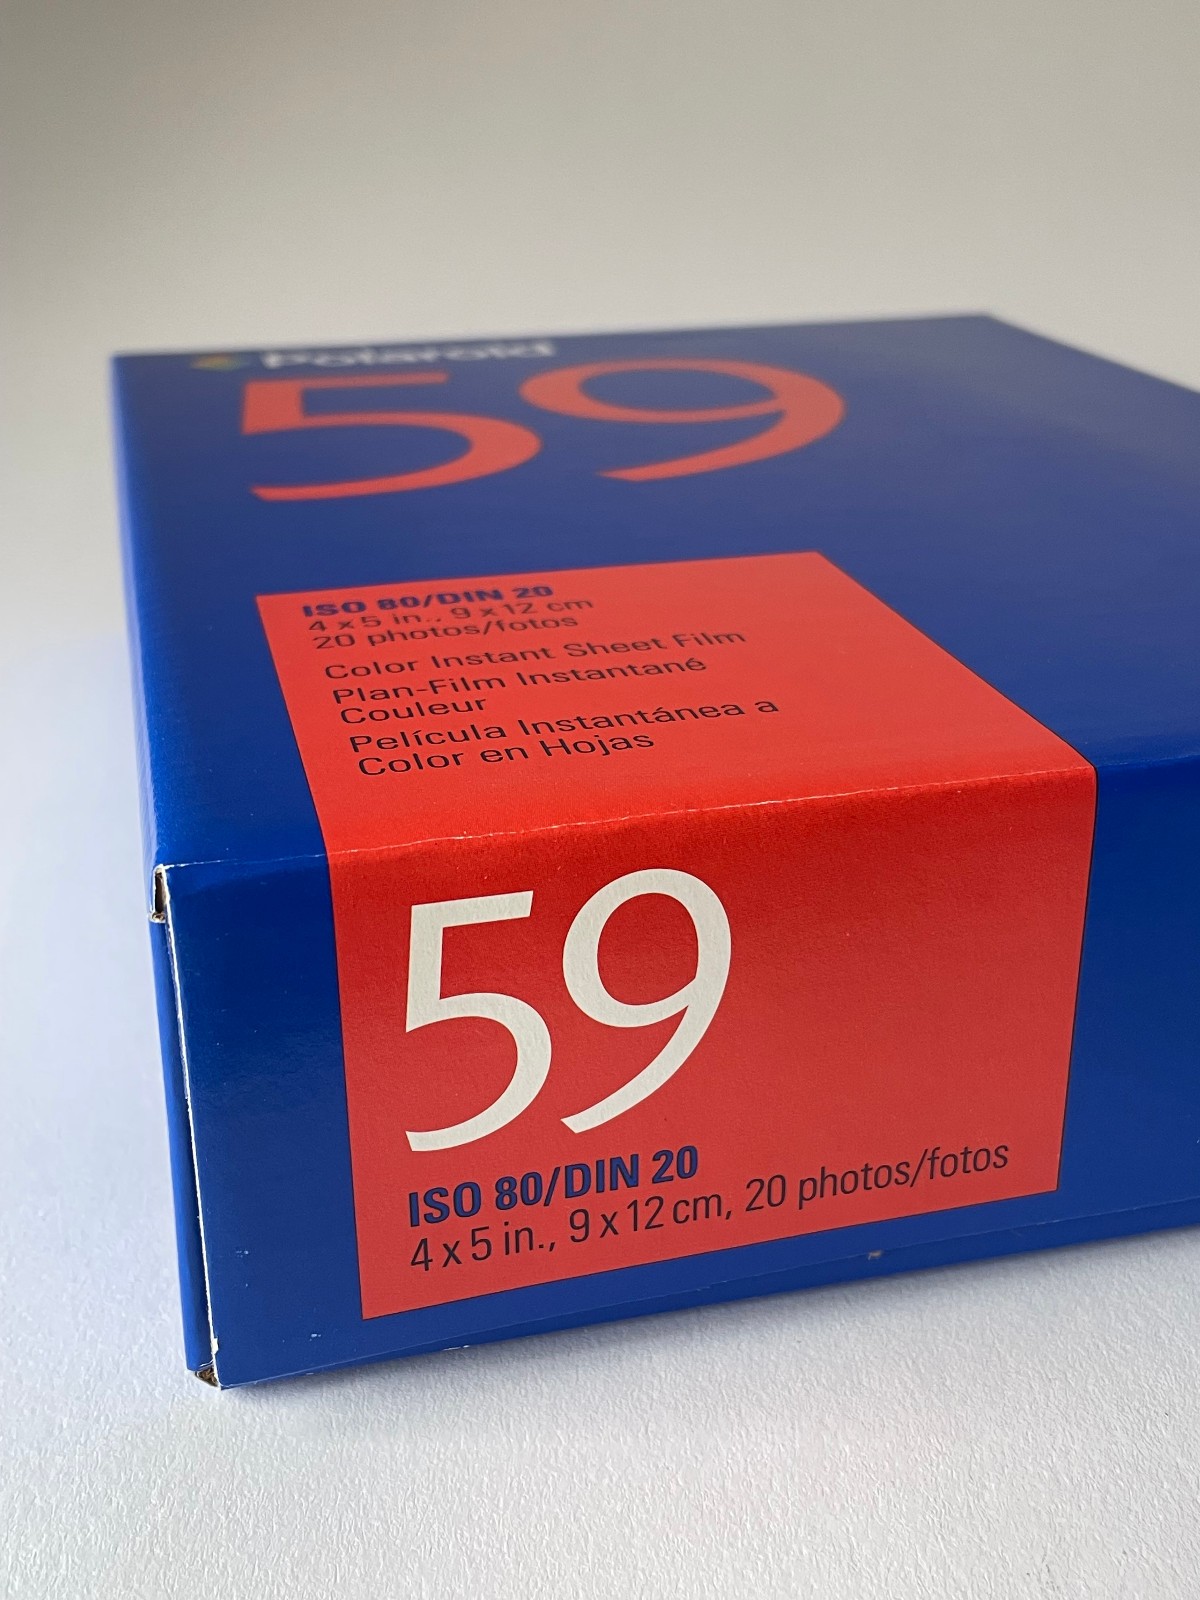 Polaroid
59
ISO 80/DIN 20
4 x 5 in., 9 x 12 cm
20 photos/fotos
Color Instant Sheet Film
Plan-Film Instantané
Couleur
Película Instantánea a
Color en Hojas
59
ISO 80/DIN 20
4 x 5 in., 9 x 12 cm, 20 photos/fotos